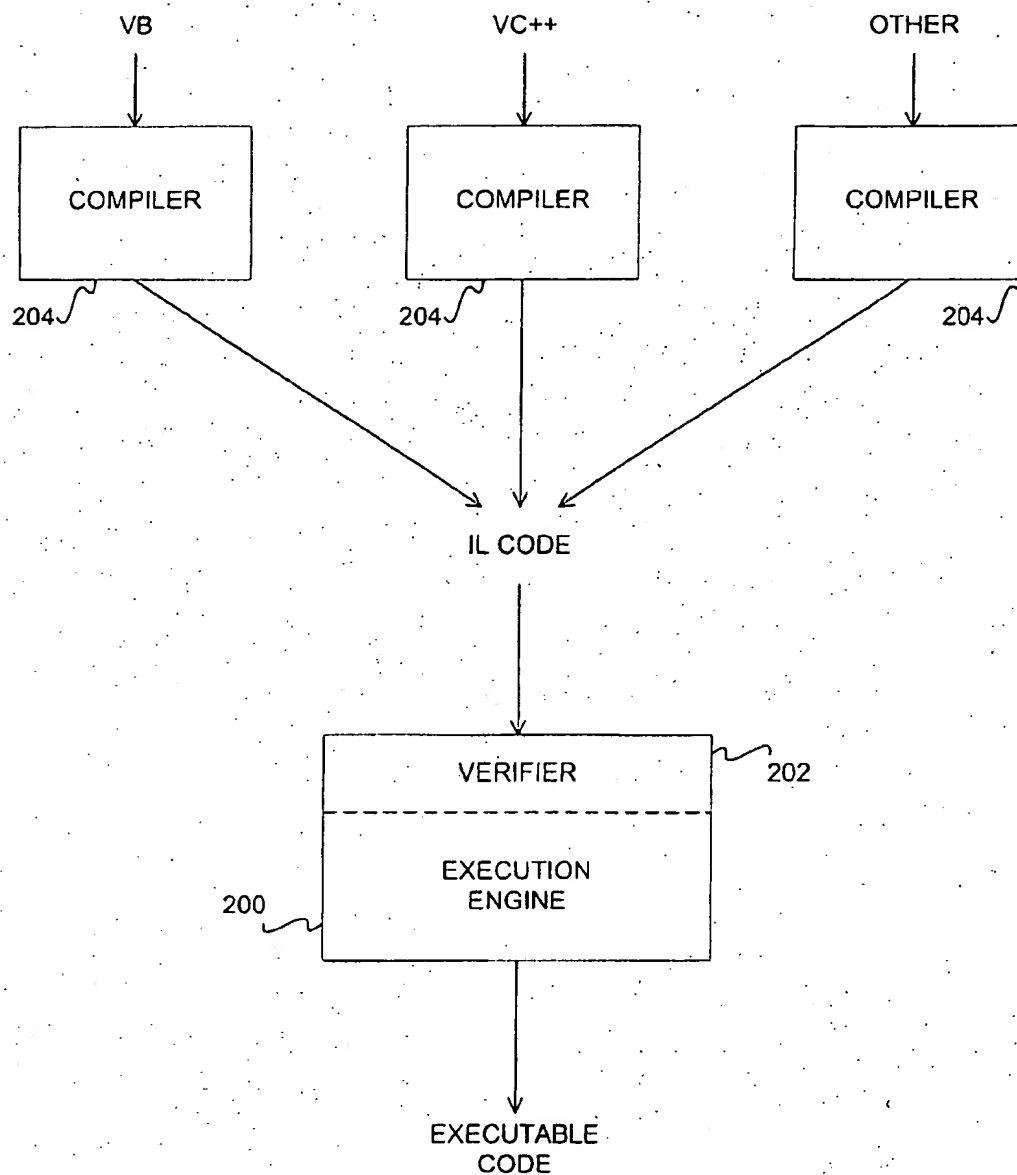 VB
VC++
OTHER
COMPILER
COMPILER
COMPILER
204
204
204
IL CODE
VERIFIER
202
EXECUTION
ENGINE
200
EXECUTABLE
CODE